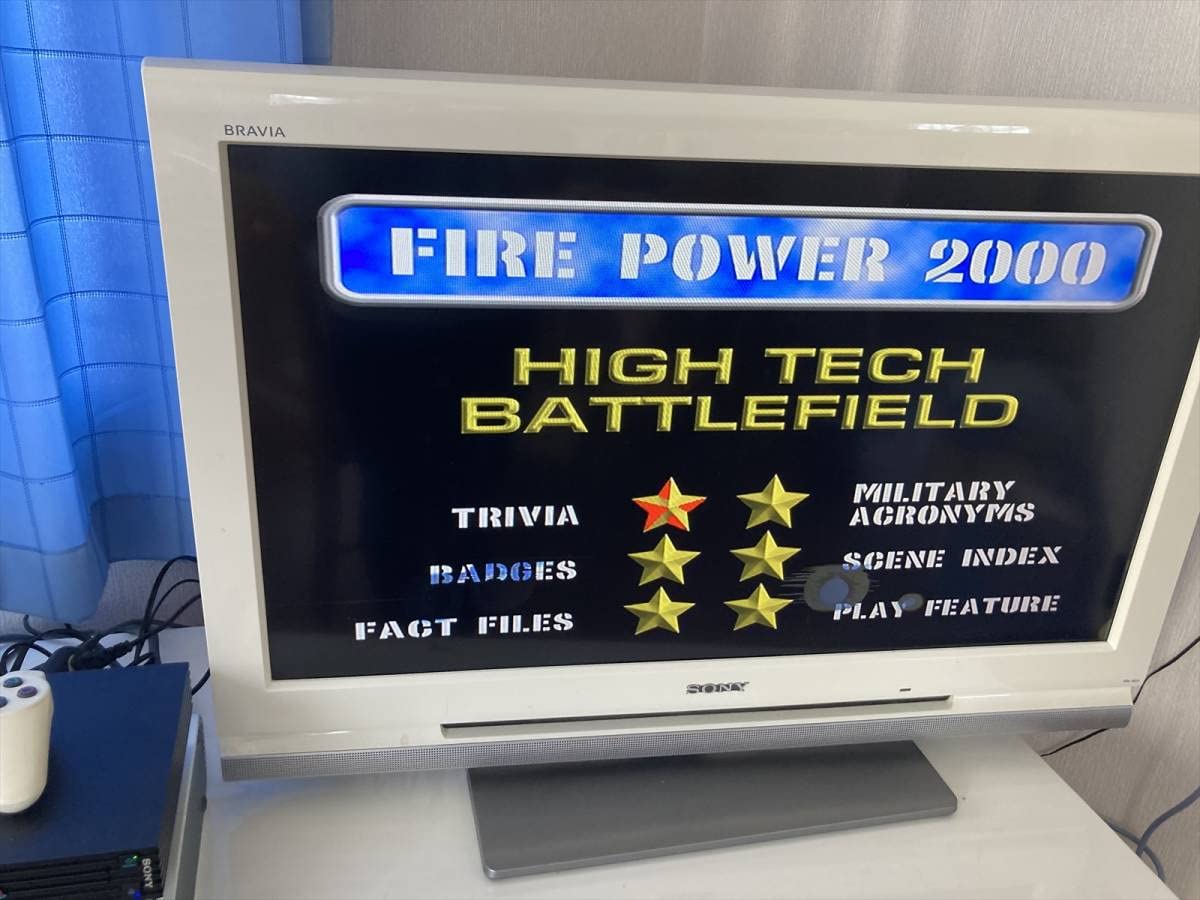 BRAVIA
FIRE POWER 2000
HIGH TECH
BATTLEFIELD
TRIVIA
MILITARY
ACRONYMS
BADGES
SCENE INDEX
FACT FILES
PLAY FEATURE
SONY
SONY